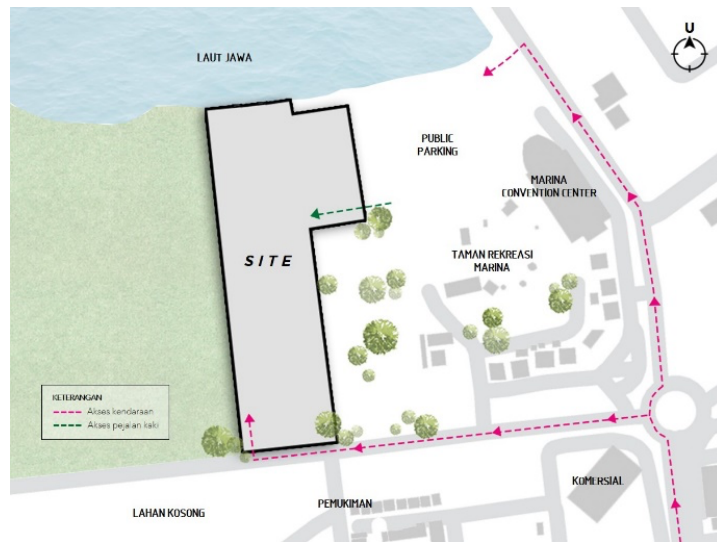 U
LAUT JAWA
PUBLIC
PARKING
MARINA
CONVENTION CENTER
TAMAN REKREASI
MARINA
SITE
KETERANGAN
Akses kendaraan
Akses pejalan kaki
KOMERSIAL
PEMUKIMAN
LAHAN KOSONG